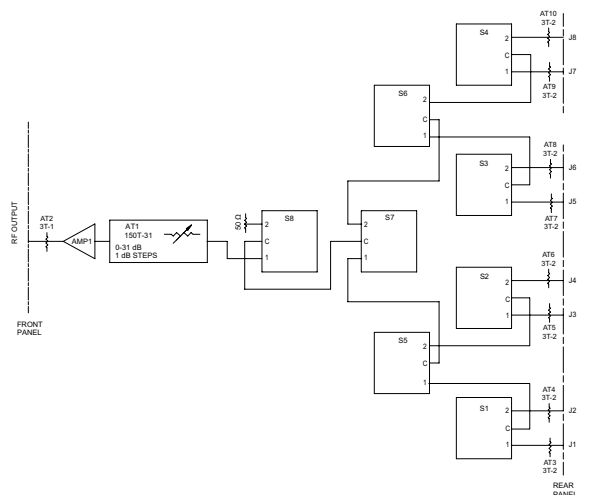 AT10
3T-2
S4
2
J8
C
1
J7
AT9
3T-2
S6
2
C
1
AT8
3T-2
S3
2
J6
C
1
J5
AT7
3T-2
RF OUTPUT
AT2
3T-1
AMP1
AT1
150T-31
0-31 dB
1 dB STEPS
50 Ω
S8
2
C
1
S7
2
C
1
AT6
3T-2
S2
2
J4
C
1
J3
AT5
3T-2
FRONT
PANEL
S5
2
C
1
AT4
3T-2
S1
2
J2
C
1
J1
AT3
3T-2
REAR
PANEL